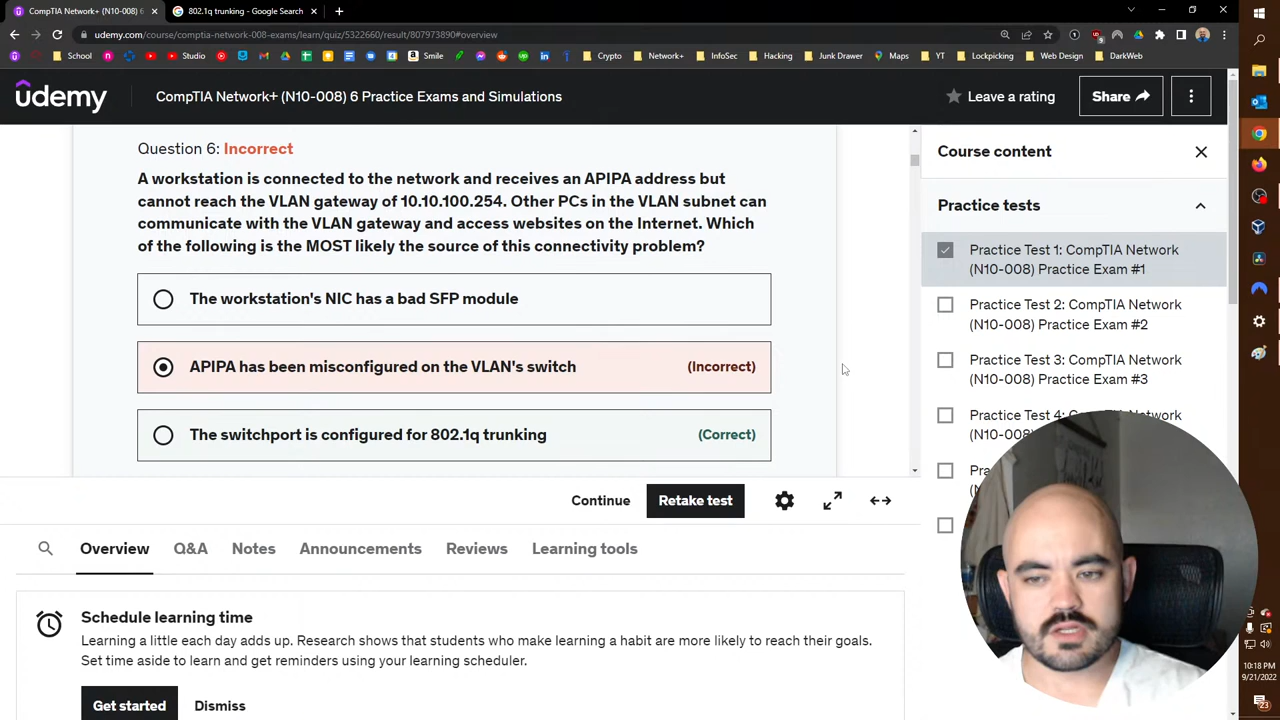 CompTIA Network+ (N10-008) 6
802.1q trunking - Google Search
udemy.com/course/comptia-network-008-exams/learn/quiz/5322660/result/807973890#overview
School
YouTube
Studio
Smile
Crypto
Network+
InfoSec
Hacking
Junk Drawer
Maps
YT
Lockpicking
Web Design
DarkWeb
udemy
CompTIA Network+ (N10-008) 6 Practice Exams and Simulations
Leave a rating
Share
Question 6: Incorrect
A workstation is connected to the network and receives an APIPA address but
cannot reach the VLAN gateway of 10.10.100.254. Other PCs in the VLAN subnet can
communicate with the VLAN gateway and access websites on the Internet. Which
of the following is the MOST likely the source of this connectivity problem?
The workstation's NIC has a bad SFP module
APIPA has been misconfigured on the VLAN's switch
(Incorrect)
The switchport is configured for 802.1q trunking
(Correct)
Course content
Practice tests
Practice Test 1: CompTIA Network
(N10-008) Practice Exam #1
Practice Test 2: CompTIA Network
(N10-008) Practice Exam #2
Practice Test 3: CompTIA Network
(N10-008) Practice Exam #3
Practice Test 4:
(N10-008)
Continue
Retake test
Overview
Q&A
Notes
Announcements
Reviews
Learning tools
Schedule learning time
Learning a little each day adds up. Research shows that students who make learning a habit are more likely to reach their goals.
Set time aside to learn and get reminders using your learning scheduler.
Get started
Dismiss
10:18 PM
9/21/2022
23